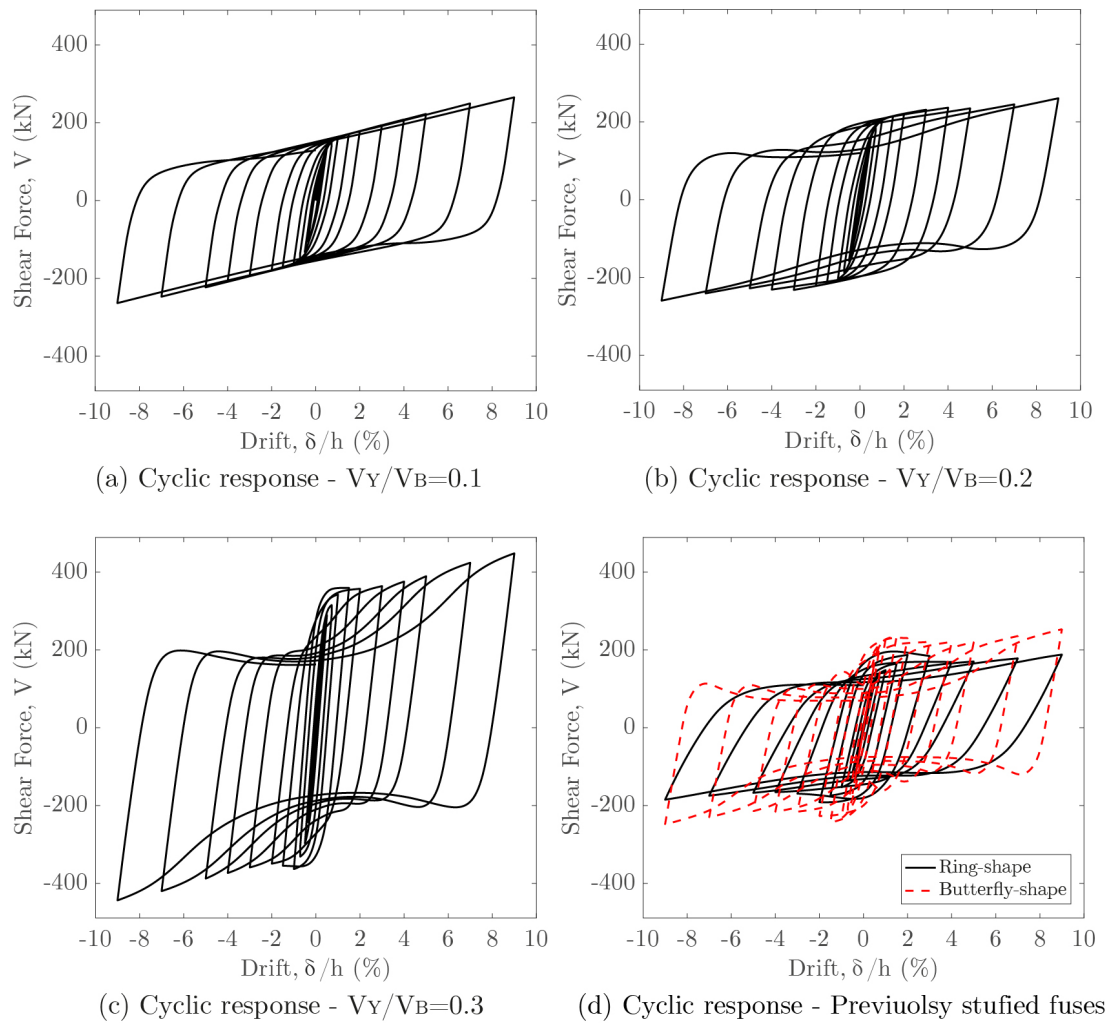 400
200
0
-200
-400
Shear Force, V (kN)
-10 -8 -6 -4 -2 0 2 4 6 8 10
Drift, δ/h (%)
(a) Cyclic response - VY/VB=0.1
400
200
0
-200
-400
Shear Force, V (kN)
-10 -8 -6 -4 -2 0 2 4 6 8 10
Drift, δ/h (%)
(b) Cyclic response - VY/VB=0.2
400
200
0
-200
-400
Shear Force, V (kN)
-10 -8 -6 -4 -2 0 2 4 6 8 10
Drift, δ/h (%)
(c) Cyclic response - VY/VB=0.3
400
200
0
-200
-400
Shear Force, V (kN)
Ring-shape
Butterfly-shape
-10 -8 -6 -4 -2 0 2 4 6 8 10
Drift, δ/h (%)
(d) Cyclic response - Previuolsy stufied fuses